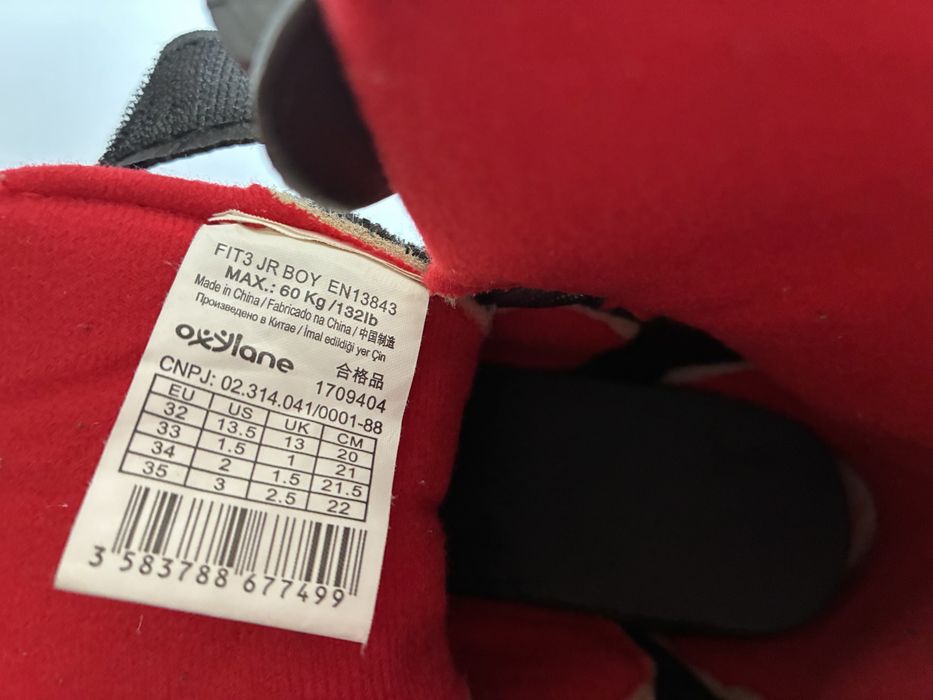 FIT3 JR BOY EN13843
MAX.: 60 Kg /132lb
Made in China / Fabricado na China / 中国制造
Произведено в Китае / İmal edildiği yer Çin
oxylane 合格品
1709404
CNPJ: 02.314.041/0001-88
EU US UK CM
32 13.5 13 20
33 1.5 1 21
34 2 1.5 21.5
35 3 2.5 22
3 583788 677499